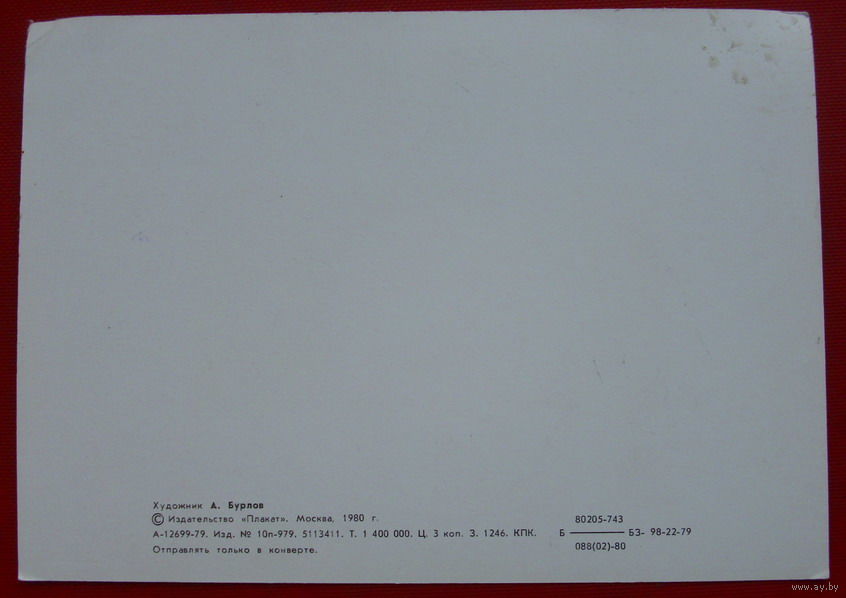 Художник А. Бурлов
© Издательство «Плакат». Москва, 1980 г.
А-12699-79. Изд. № 10п-979. 5113411. Т. 1 400 000. Ц. 3 коп. З. 1246. КПК.
Отправлять только в конверте.
80205-743
Б ——— БЗ- 98-22-79
088(02)-80
www.ay.by